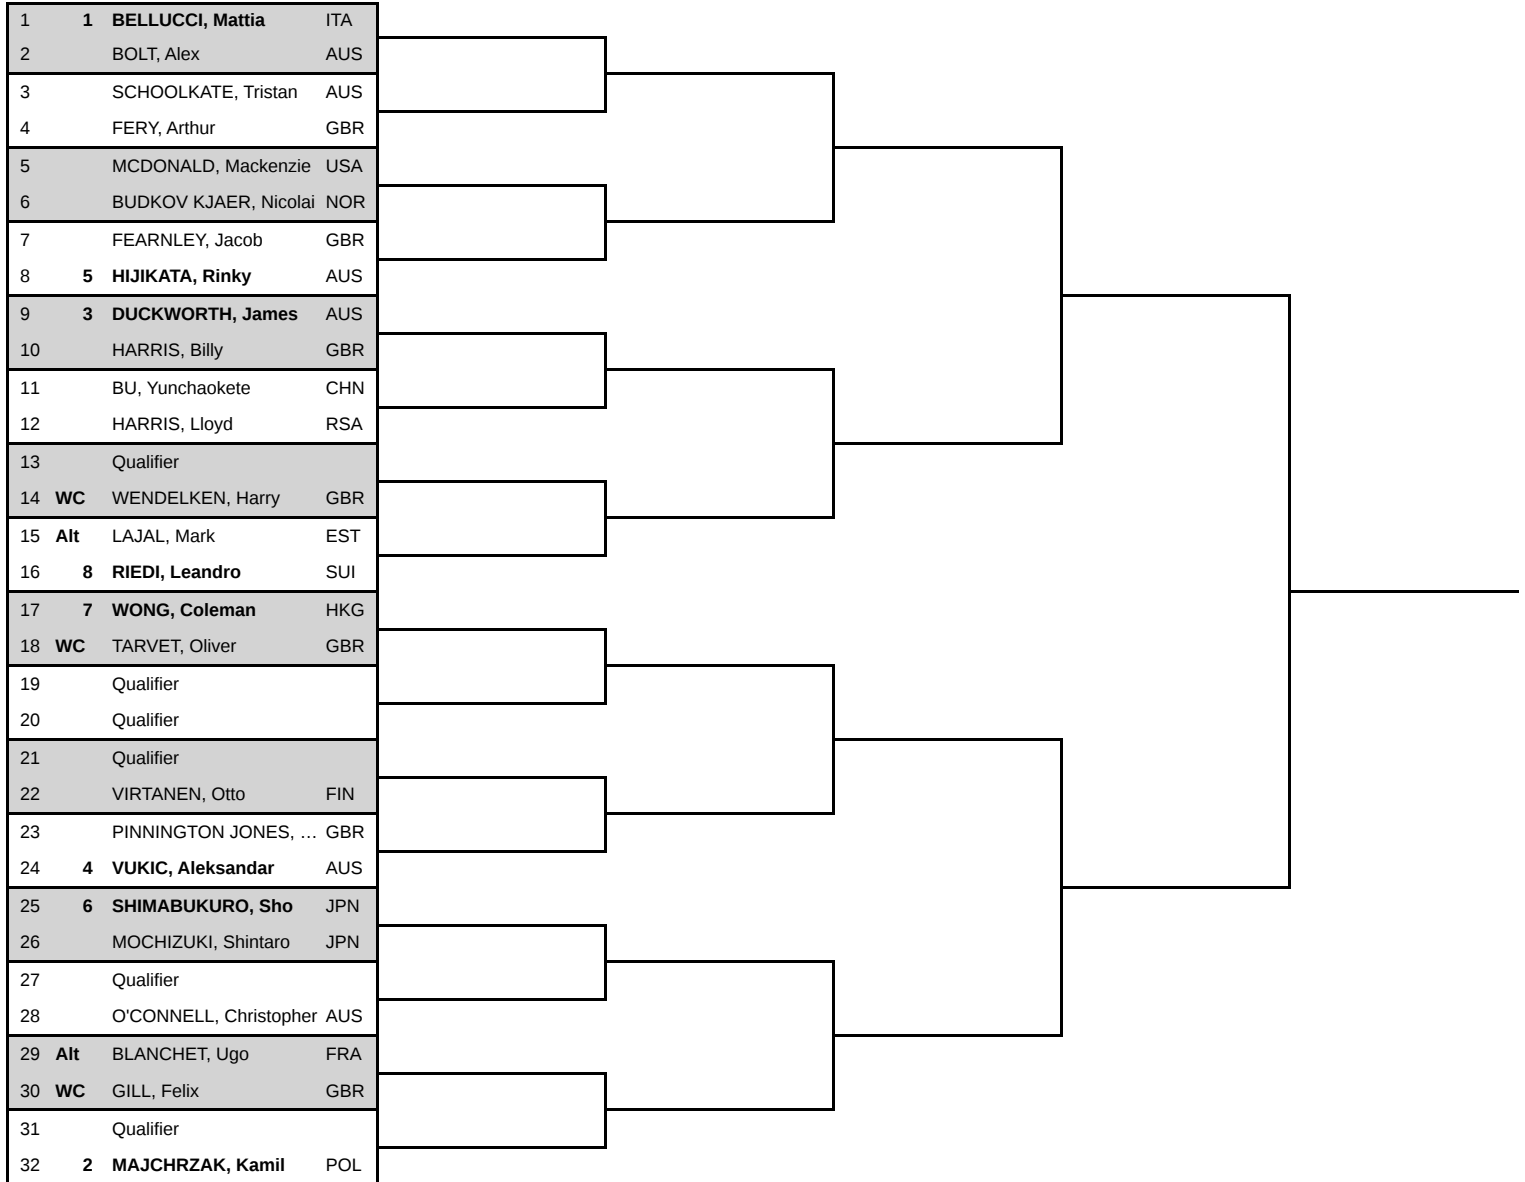 1 1 BELLUCCI, Mattia ITA
2 BOLT, Alex AUS
3 SCHOOLKATE, Tristan AUS
4 FERY, Arthur GBR
5 MCDONALD, Mackenzie USA
6 BUDKOV KJAER, Nicolai NOR
7 FEARNLEY, Jacob GBR
8 5 HIJIKATA, Rinky AUS
9 3 DUCKWORTH, James AUS
10 HARRIS, Billy GBR
11 BU, Yunchaokete CHN
12 HARRIS, Lloyd RSA
13 Qualifier
14 WC WENDELKEN, Harry GBR
15 Alt LAJAL, Mark EST
16 8 RIEDI, Leandro SUI
17 7 WONG, Coleman HKG
18 WC TARVET, Oliver GBR
19 Qualifier
20 Qualifier
21 Qualifier
22 VIRTANEN, Otto FIN
23 PINNINGTON JONES, … GBR
24 4 VUKIC, Aleksandar AUS
25 6 SHIMABUKURO, Sho JPN
26 MOCHIZUKI, Shintaro JPN
27 Qualifier
28 O'CONNELL, Christopher AUS
29 Alt BLANCHET, Ugo FRA
30 WC GILL, Felix GBR
31 Qualifier
32 2 MAJCHRZAK, Kamil POL